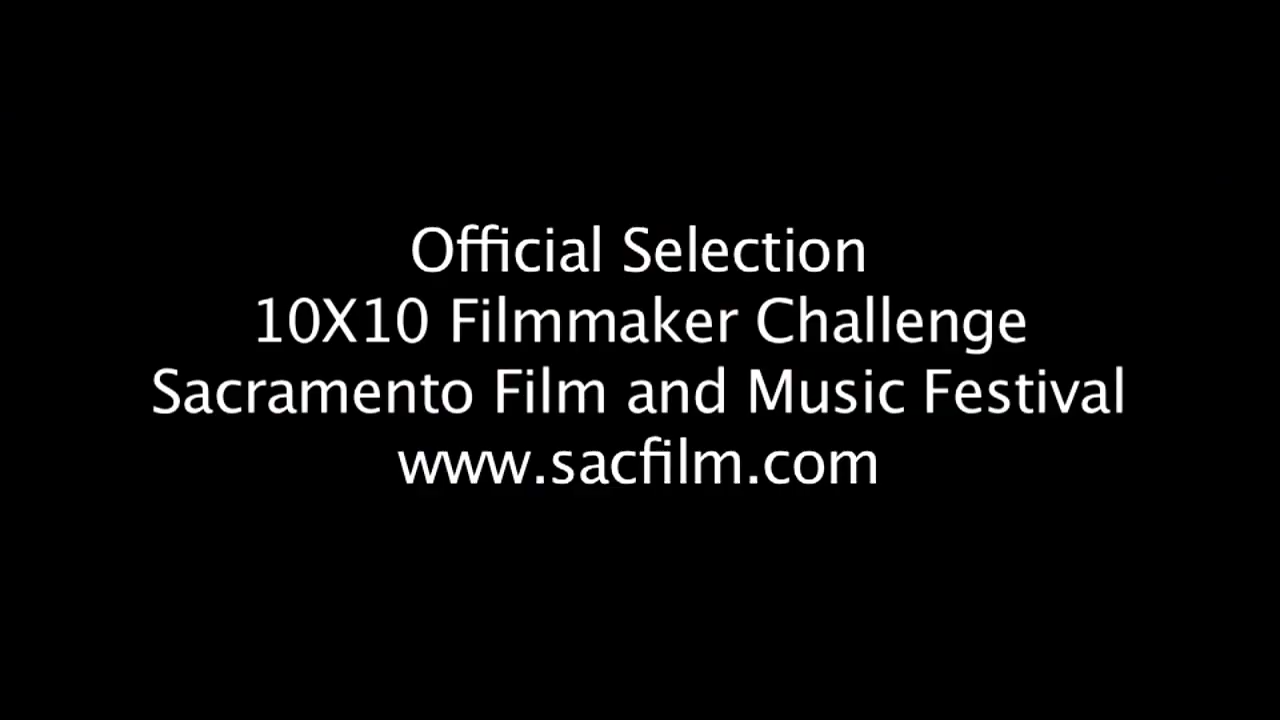 Official Selection
10X10 Filmmaker Challenge
Sacramento Film and Music Festival
www.sacfilm.com